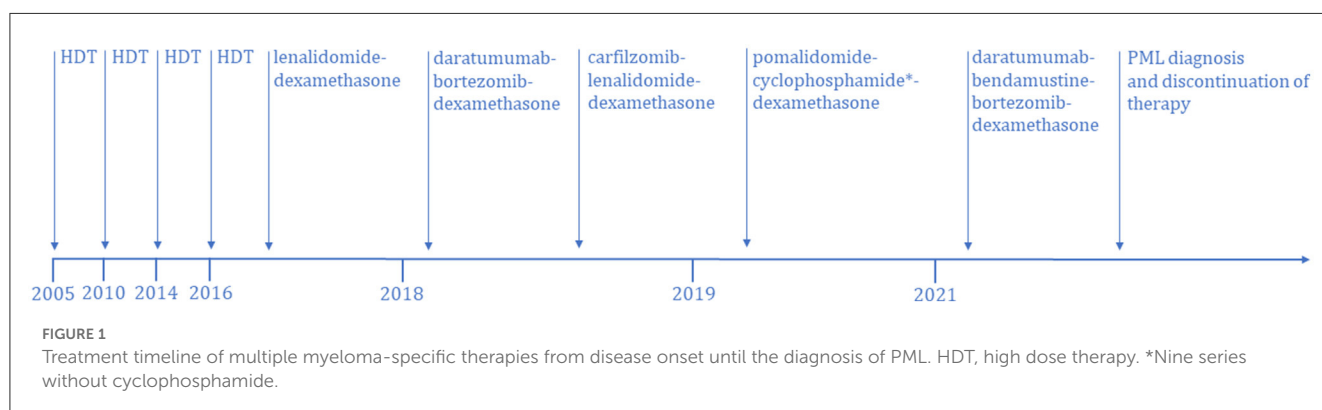 HDT HDT HDT HDT
lenalidomide-
dexamethasone
daratumumab-
bortezomib-
dexamethasone
carfilzomib-
lenalidomide-
dexamethasone
pomalidomide-
cyclophosphamide*-
dexamethasone
daratumumab-
bendamustine-
bortezomib-
dexamethasone
PML diagnosis
and discontinuation of
therapy
2005 2010 2014 2016 2018 2019 2021
FIGURE 1
Treatment timeline of multiple myeloma-specific therapies from disease onset until the diagnosis of PML. HDT, high dose therapy. *Nine series
without cyclophosphamide.